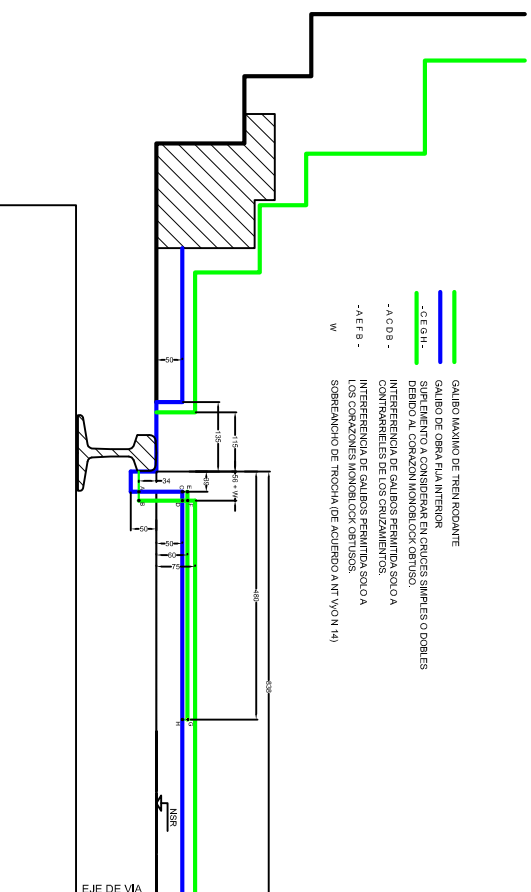 GALIBO MAXIMO DE TREN RODANTE
GALIBO DE OBRA FIJA INTERIOR
- C E G H -
SUPLEMENTO A CONSIDERAR EN CRUCES SIMPLES O DOBLES
DEBIDO AL CORAZON MONOBLOCK OBTUSO.
- A C D B -
INTERFERENCIA DE GALIBOS PERMITIDA SOLO A
CONTRARRIELES DE LOS CRUZAMIENTOS.
- A E F B -
INTERFERENCIA DE GALIBOS PERMITIDA SOLO A
LOS CORAZONES MONOBLOCK OBTUSOS.
W
SOBREANCHO DE TROCHA (DE ACUERDO A NT VyO N 14)
50
135
115
56 + W
34
50
50
60
75
480
838
C
E
D
F
A
B
G
H
NSR
EJE DE VÍA